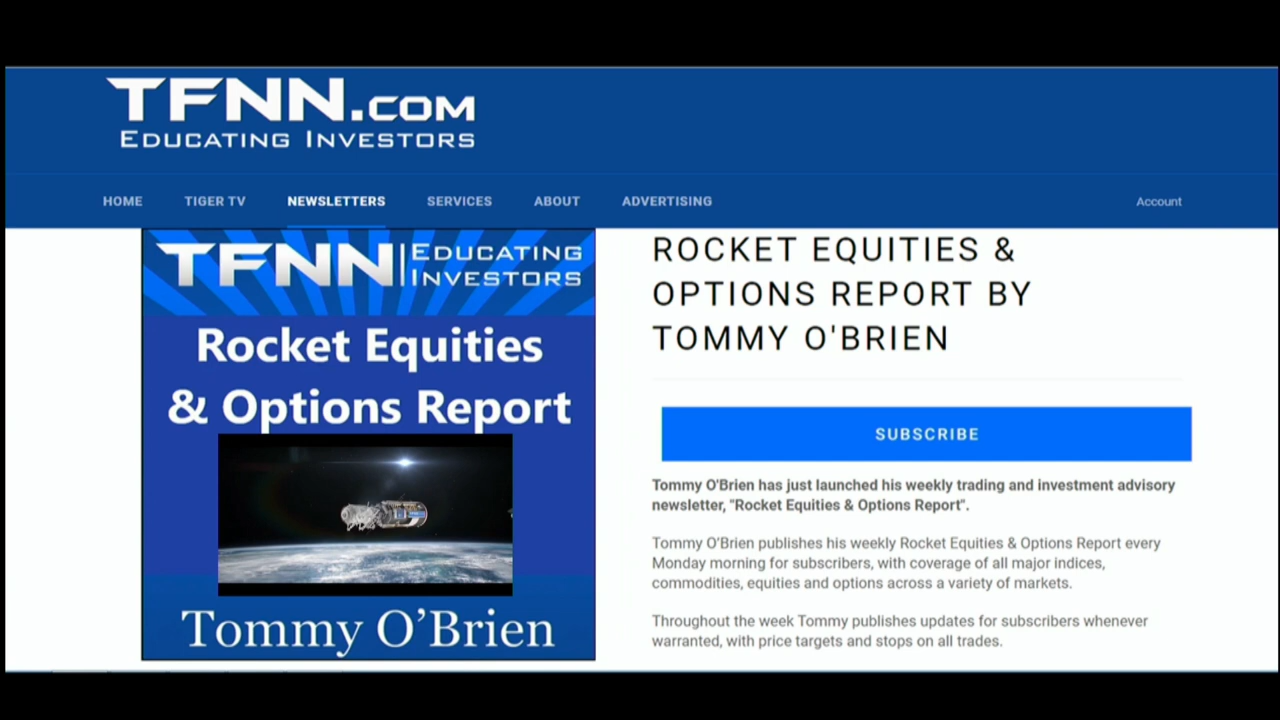 TFNN.COM
EDUCATING INVESTORS
HOME TIGER TV NEWSLETTERS SERVICES ABOUT ADVERTISING Account
TFNN EDUCATING
INVESTORS
Rocket Equities
& Options Report
Tommy O’Brien
ROCKET EQUITIES &
OPTIONS REPORT BY
TOMMY O'BRIEN
SUBSCRIBE
Tommy O'Brien has just launched his weekly trading and investment advisory
newsletter, "Rocket Equities & Options Report".
Tommy O’Brien publishes his weekly Rocket Equities & Options Report every
Monday morning for subscribers, with coverage of all major indices,
commodities, equities and options across a variety of markets.
Throughout the week Tommy publishes updates for subscribers whenever
warranted, with price targets and stops on all trades.